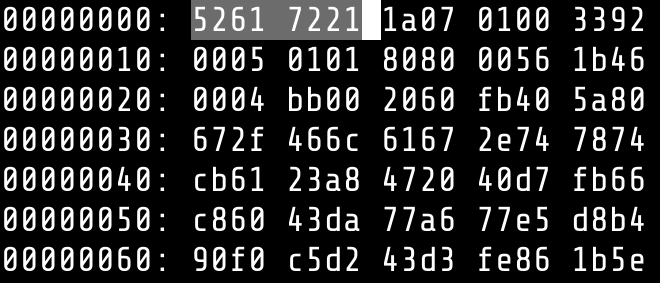 00000000: 5261 7221 1a07 0100 3392
00000010: 0005 0101 8080 0056 1b46
00000020: 0004 bb00 2060 fb40 5a80
00000030: 672f 466c 6167 2e74 7874
00000040: cb61 23a8 4720 40d7 fb66
00000050: c860 43da 77a6 77e5 d8b4
00000060: 90f0 c5d2 43d3 fe86 1b5e